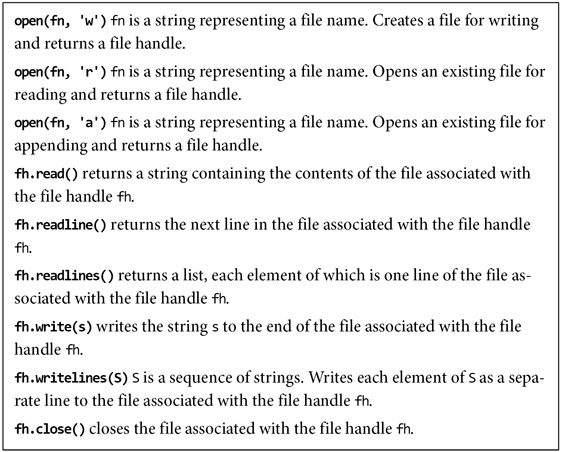 open(fn, 'w') fn is a string representing a file name. Creates a file for writing
and returns a file handle.
open(fn, 'r') fn is a string representing a file name. Opens an existing file for
reading and returns a file handle.
open(fn, 'a') fn is a string representing a file name. Opens an existing file for
appending and returns a file handle.
fh.read() returns a string containing the contents of the file associated with
the file handle fh.
fh.readline() returns the next line in the file associated with the file handle
fh.
fh.readlines() returns a list, each element of which is one line of the file as-
sociated with the file handle fh.
fh.write(s) writes the string s to the end of the file associated with the file
handle fh.
fh.writelines(S) S is a sequence of strings. Writes each element of S as a sepa-
rate line to the file associated with the file handle fh.
fh.close() closes the file associated with the file handle fh.